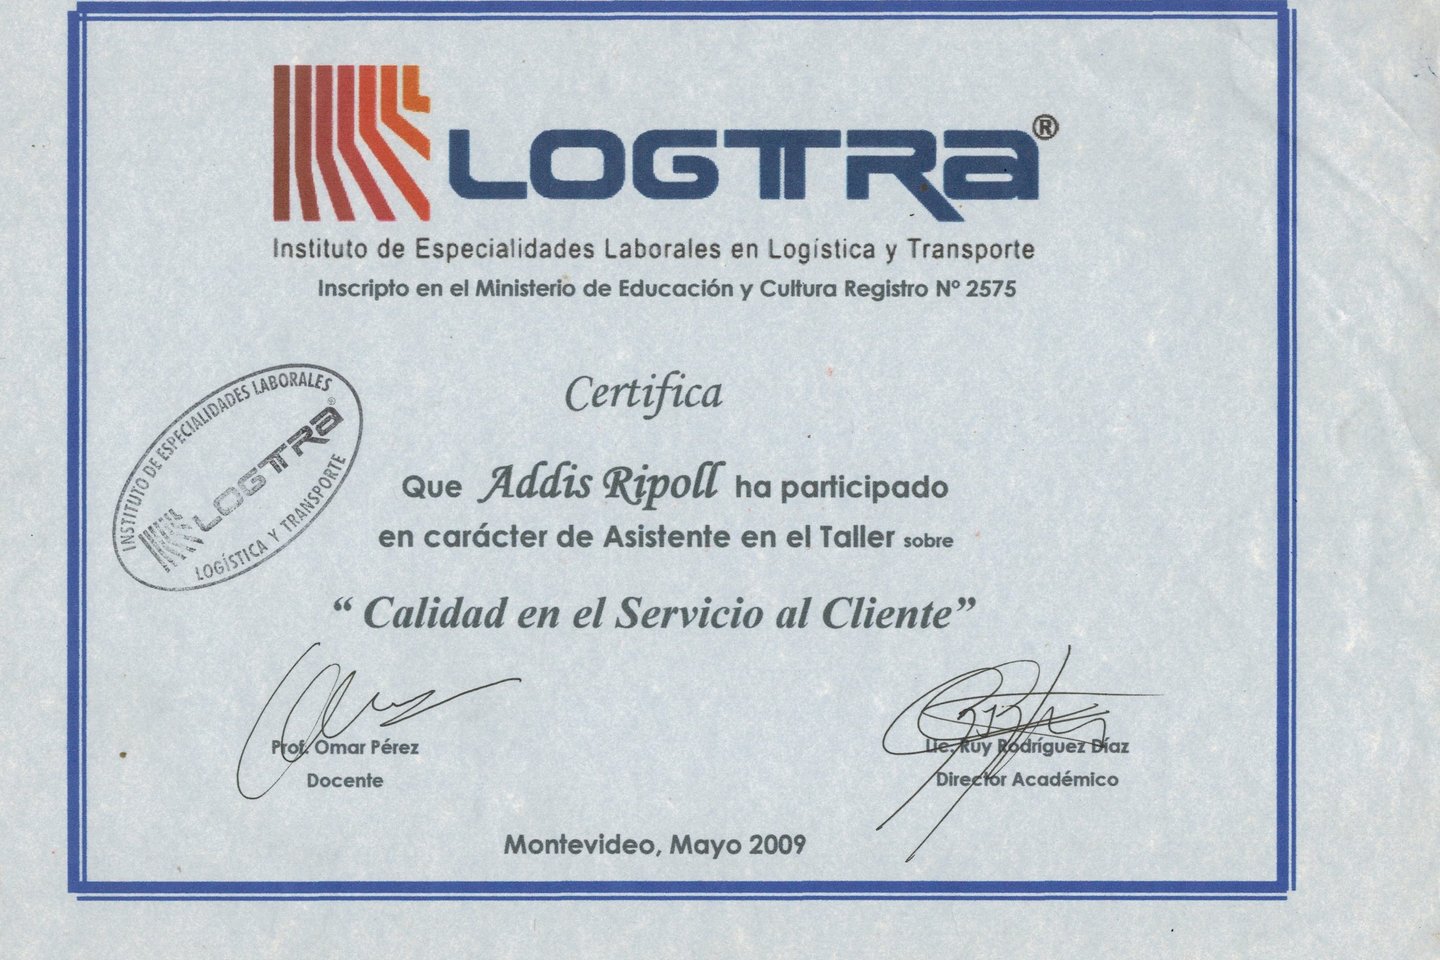 LOGTRA®
Instituto de Especialidades Laborales en Logística y Transporte
Inscripto en el Ministerio de Educación y Cultura Registro Nº 2575
Certifica
INSTITUTO DE ESPECIALIDADES LABORALES
LOGTRA®
LOGÍSTICA Y TRANSPORTE
Que Addis Ripoll ha participado
en carácter de Asistente en el Taller sobre
“ Calidad en el Servicio al Cliente”
Prof. Omar Pérez
Docente
Lic. Ruy Rodríguez Díaz
Director Académico
Montevideo, Mayo 2009